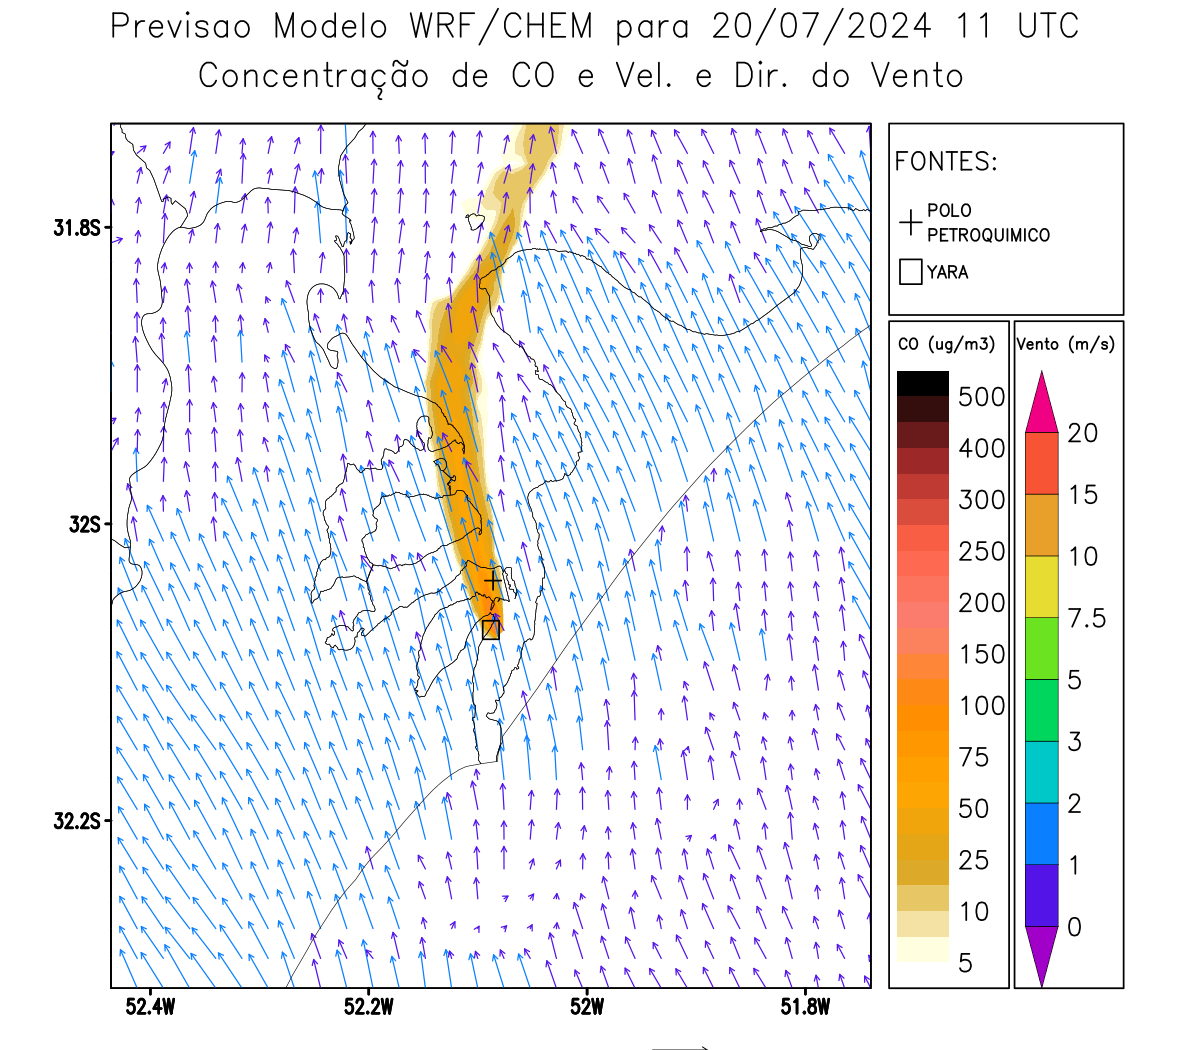 Previsao Modelo WRF/CHEM para 20/07/2024 11 UTC
Concentração de CO e Vel. e Dir. do Vento
FONTES:
POLO
PETROQUIMICO
YARA
CO (ug/m3)
500
400
300
250
200
150
100
75
50
25
10
5
Vento (m/s)
20
15
10
7.5
5
3
2
1
0
31.8S
32S
32.2S
52.4W
52.2W
52W
51.8W